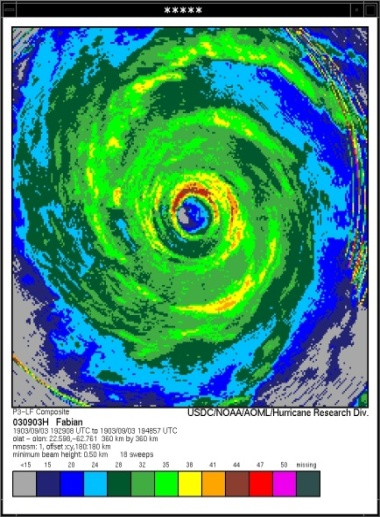 *****
P3-LF Composite
USDC/NOAA/AOML/Hurricane Research Div.
030903H Fabian
1903/09/03 192908 UTC to 1903/09/03 194857 UTC
olat - olon: 22.598,-62.761 360 km by 360 km
nmosm: 1, offset xy,180:180 km
minimum beam height: 0.50 km 18 sweeps
<15 15 20 24 28 32 35 38 41 44 47 50 missing